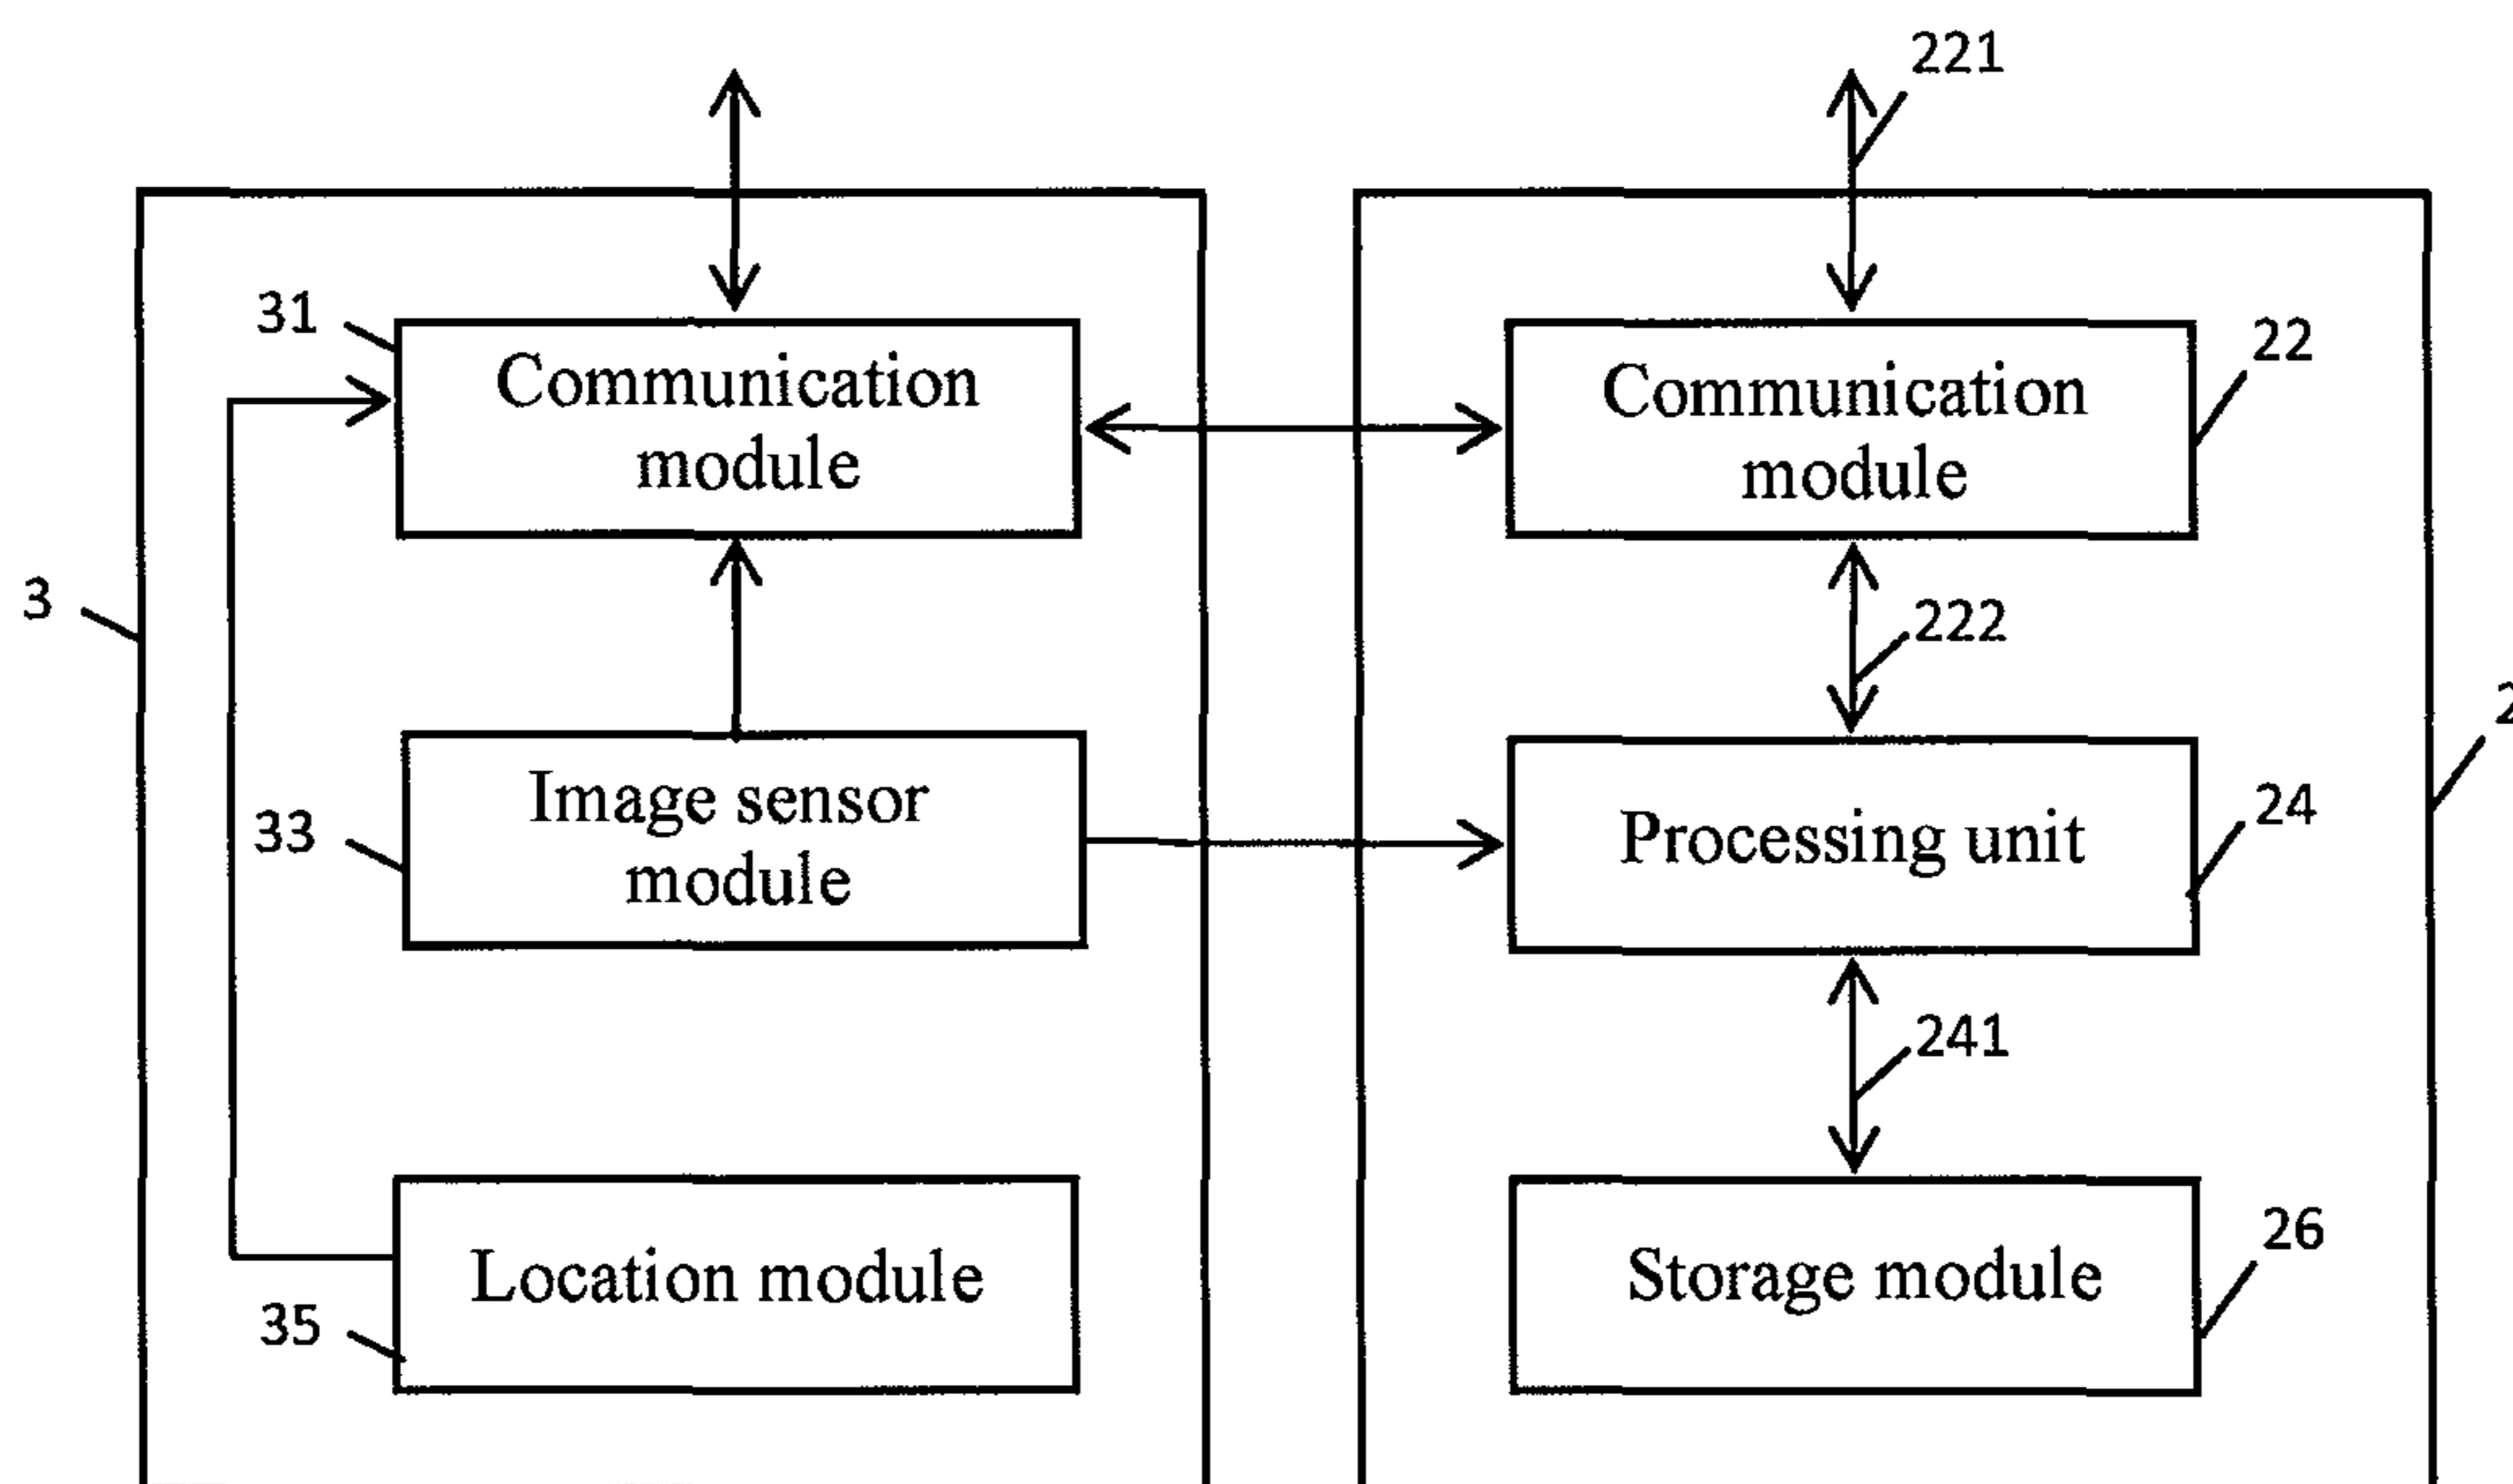 221
31
Communication
module
Communication
module
22
3
222
2
Image sensor
module
33
Processing unit
24
241
Location module
35
Storage module
26